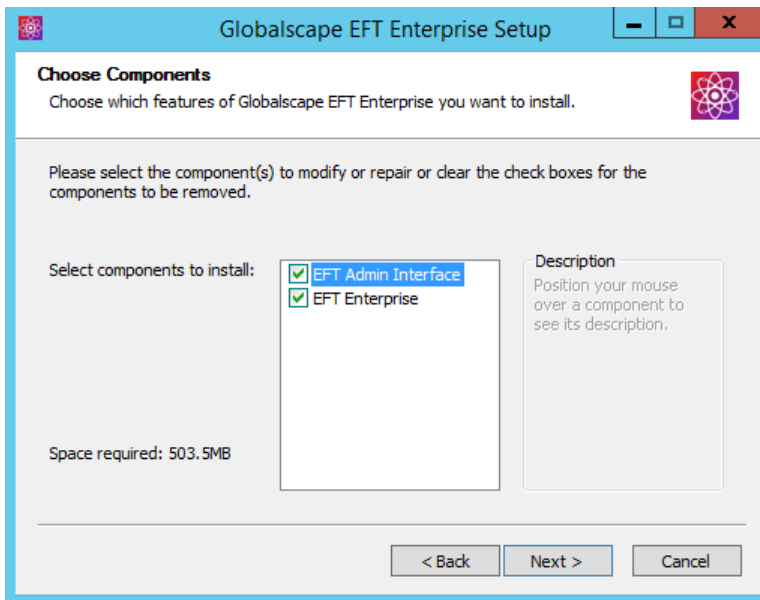 Globalscape EFT Enterprise Setup
Choose Components
Choose which features of Globalscape EFT Enterprise you want to install.
Please select the component(s) to modify or repair or clear the check boxes for the
components to be removed.
Select components to install:
EFT Admin Interface
EFT Enterprise
Description
Position your mouse
over a component to
see its description.
Space required: 503.5MB
< Back
Next >
Cancel